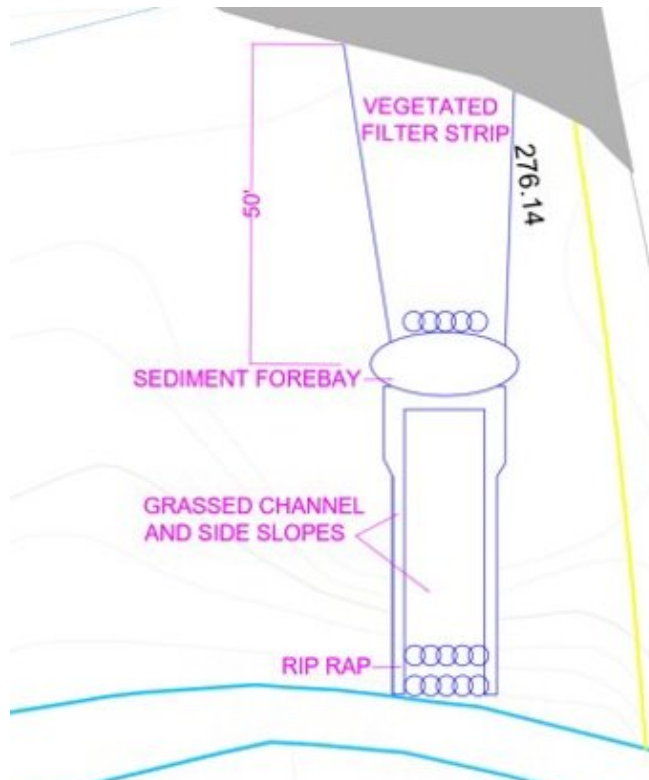 VEGETATED
FILTER STRIP
276.14
50'
SEDIMENT FOREBAY
GRASSED CHANNEL
AND SIDE SLOPES
RIP RAP